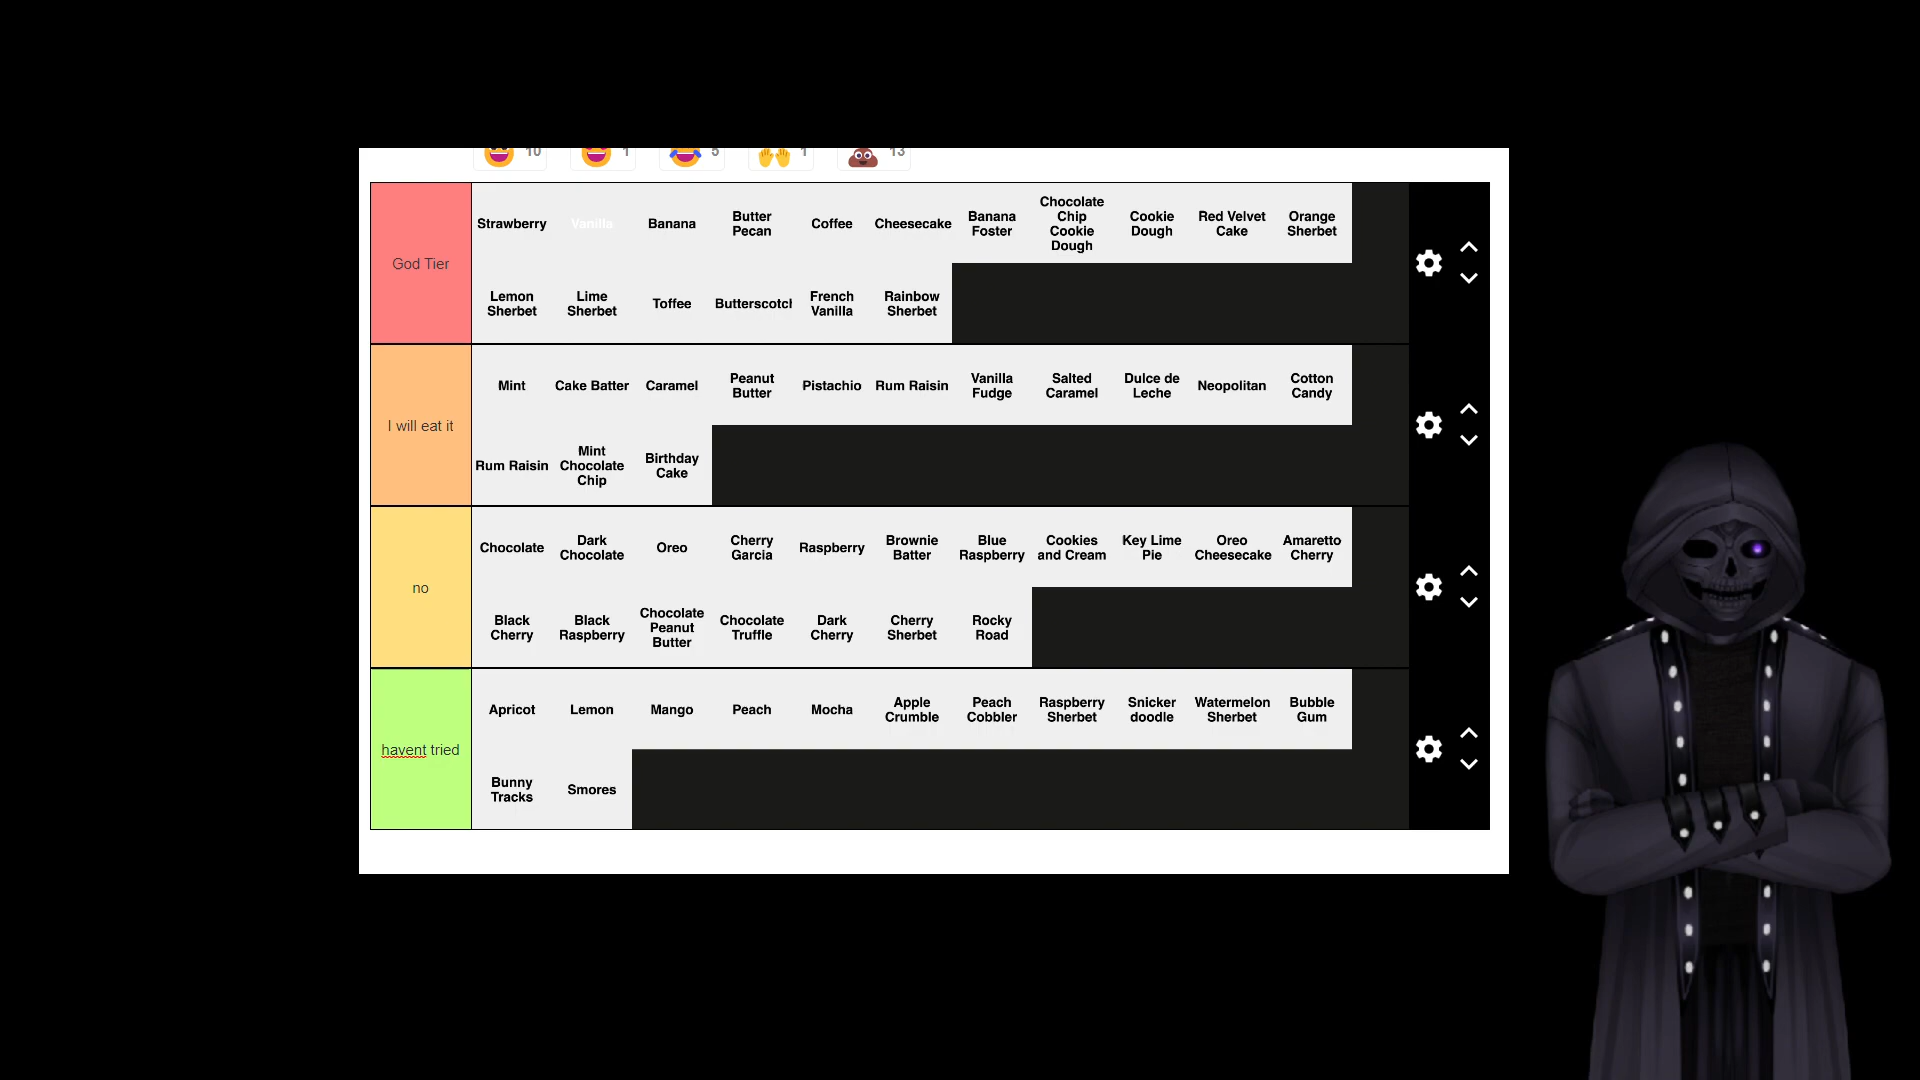 10 1 5 1 13
God Tier
Strawberry
Vanilla
Banana
Butter
Pecan
Coffee
Cheesecake
Banana
Foster
Chocolate
Chip
Cookie
Dough
Cookie
Dough
Red Velvet
Cake
Orange
Sherbet
Lemon
Sherbet
Lime
Sherbet
Toffee
Butterscotcl
French
Vanilla
Rainbow
Sherbet
I will eat it
Mint
Cake Batter
Caramel
Peanut
Butter
Pistachio
Rum Raisin
Vanilla
Fudge
Salted
Caramel
Dulce de
Leche
Neopolitan
Cotton
Candy
Rum Raisin
Mint
Chocolate
Chip
Birthday
Cake
no
Chocolate
Dark
Chocolate
Oreo
Cherry
Garcia
Raspberry
Brownie
Batter
Blue
Raspberry
Cookies
and Cream
Key Lime
Pie
Oreo
Cheesecake
Amaretto
Cherry
Black
Cherry
Black
Raspberry
Chocolate
Peanut
Butter
Chocolate
Truffle
Dark
Cherry
Cherry
Sherbet
Rocky
Road
havent tried
Apricot
Lemon
Mango
Peach
Mocha
Apple
Crumble
Peach
Cobbler
Raspberry
Sherbet
Snicker
doodle
Watermelon
Sherbet
Bubble
Gum
Bunny
Tracks
Smores